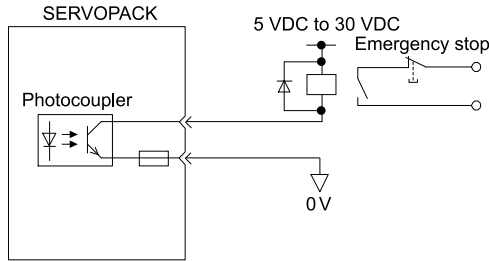 SERVOPACK
5 VDC to 30 VDC
Emergency stop
Photocoupler
0 V